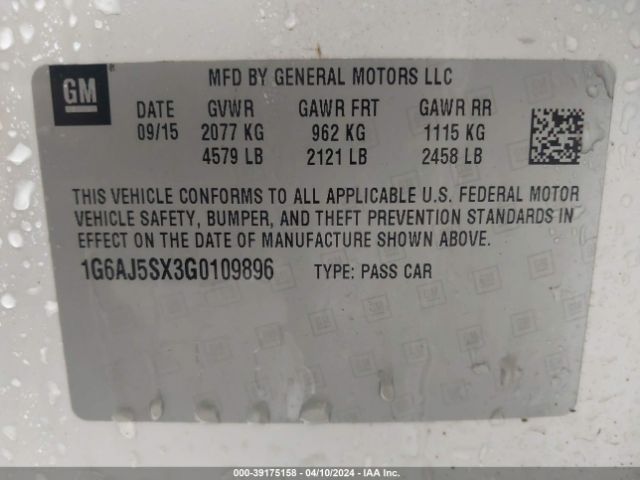 GM
MFD BY GENERAL MOTORS LLC
DATE GVWR GAWR FRT GAWR RR
09/15 2077 KG 962 KG 1115 KG
4579 LB 2121 LB 2458 LB
THIS VEHICLE CONFORMS TO ALL APPLICABLE U.S. FEDERAL MOTOR
VEHICLE SAFETY, BUMPER, AND THEFT PREVENTION STANDARDS IN
EFFECT ON THE DATE OF MANUFACTURE SHOWN ABOVE.
1G6AJ5SX3G0109896 TYPE: PASS CAR
000-39175158 - 04/10/2024 - IAAI.COM